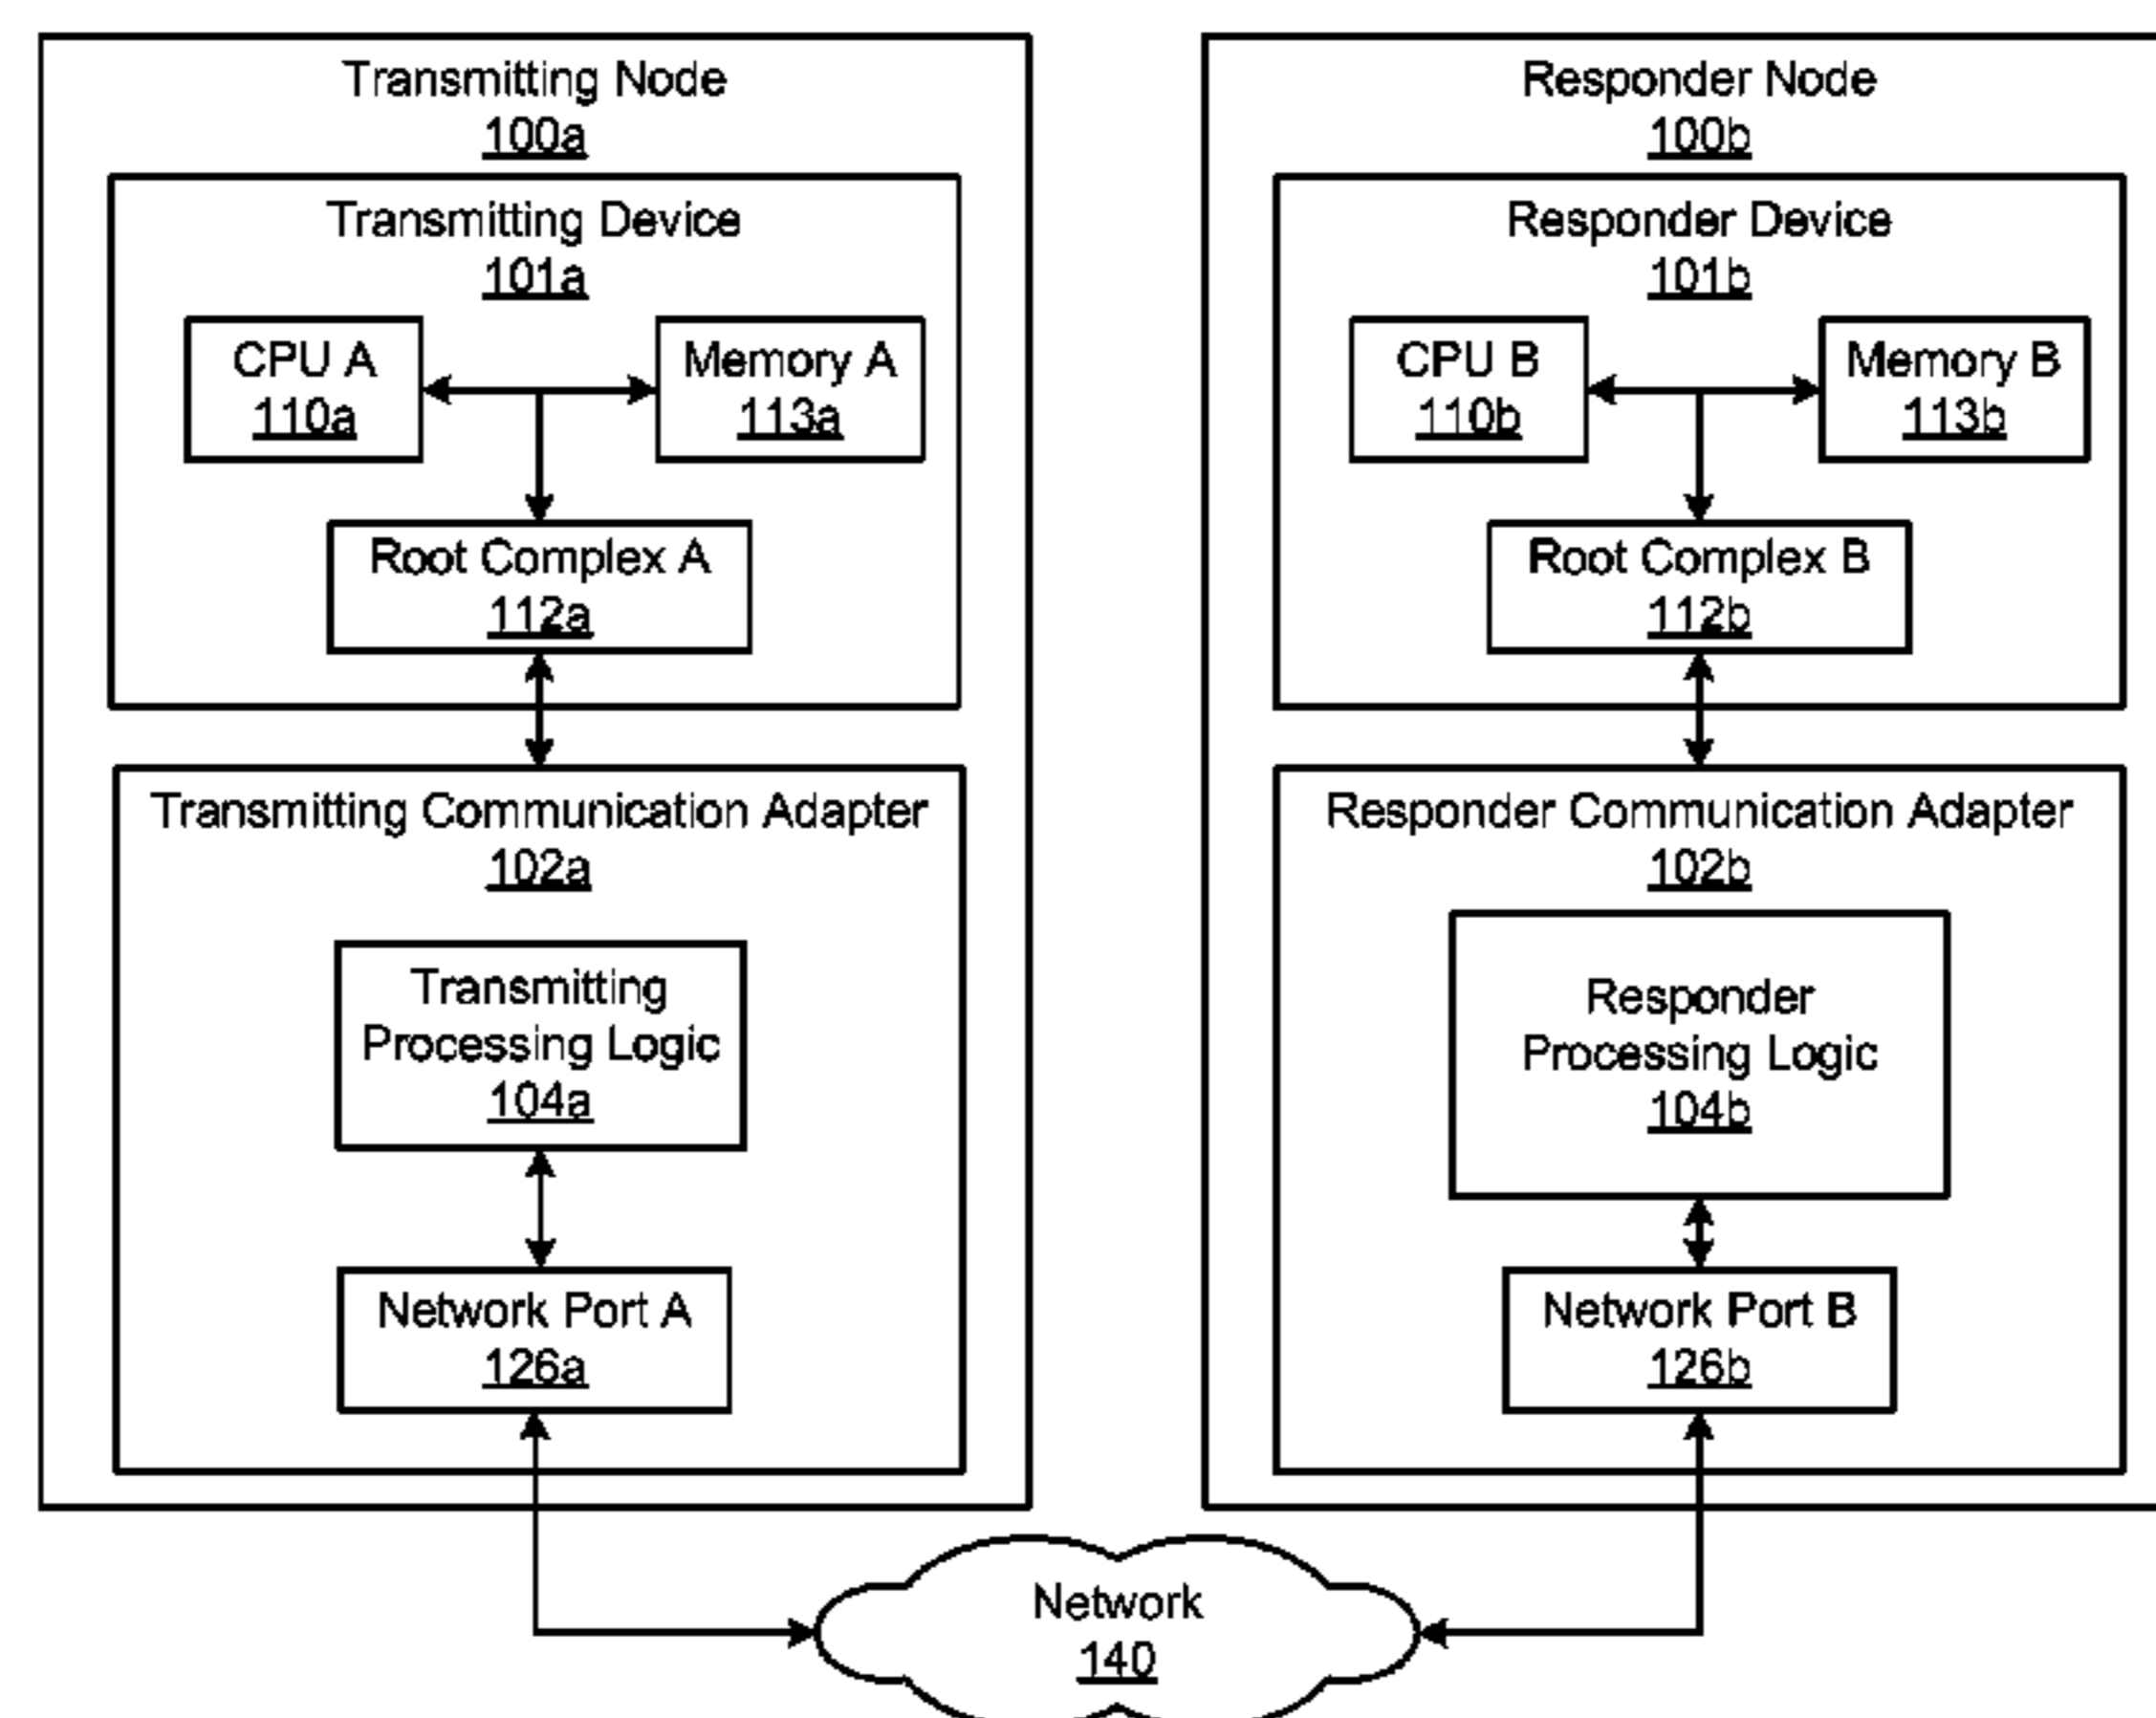 Transmitting Node
100a
Transmitting Device
101a
CPU A
110a
Memory A
113a
Root Complex A
112a
Transmitting Communication Adapter
102a
Transmitting
Processing Logic
104a
Network Port A
126a
Responder Node
100b
Responder Device
101b
CPU B
110b
Memory B
113b
Root Complex B
112b
Responder Communication Adapter
102b
Responder
Processing Logic
104b
Network Port B
126b
Network
140